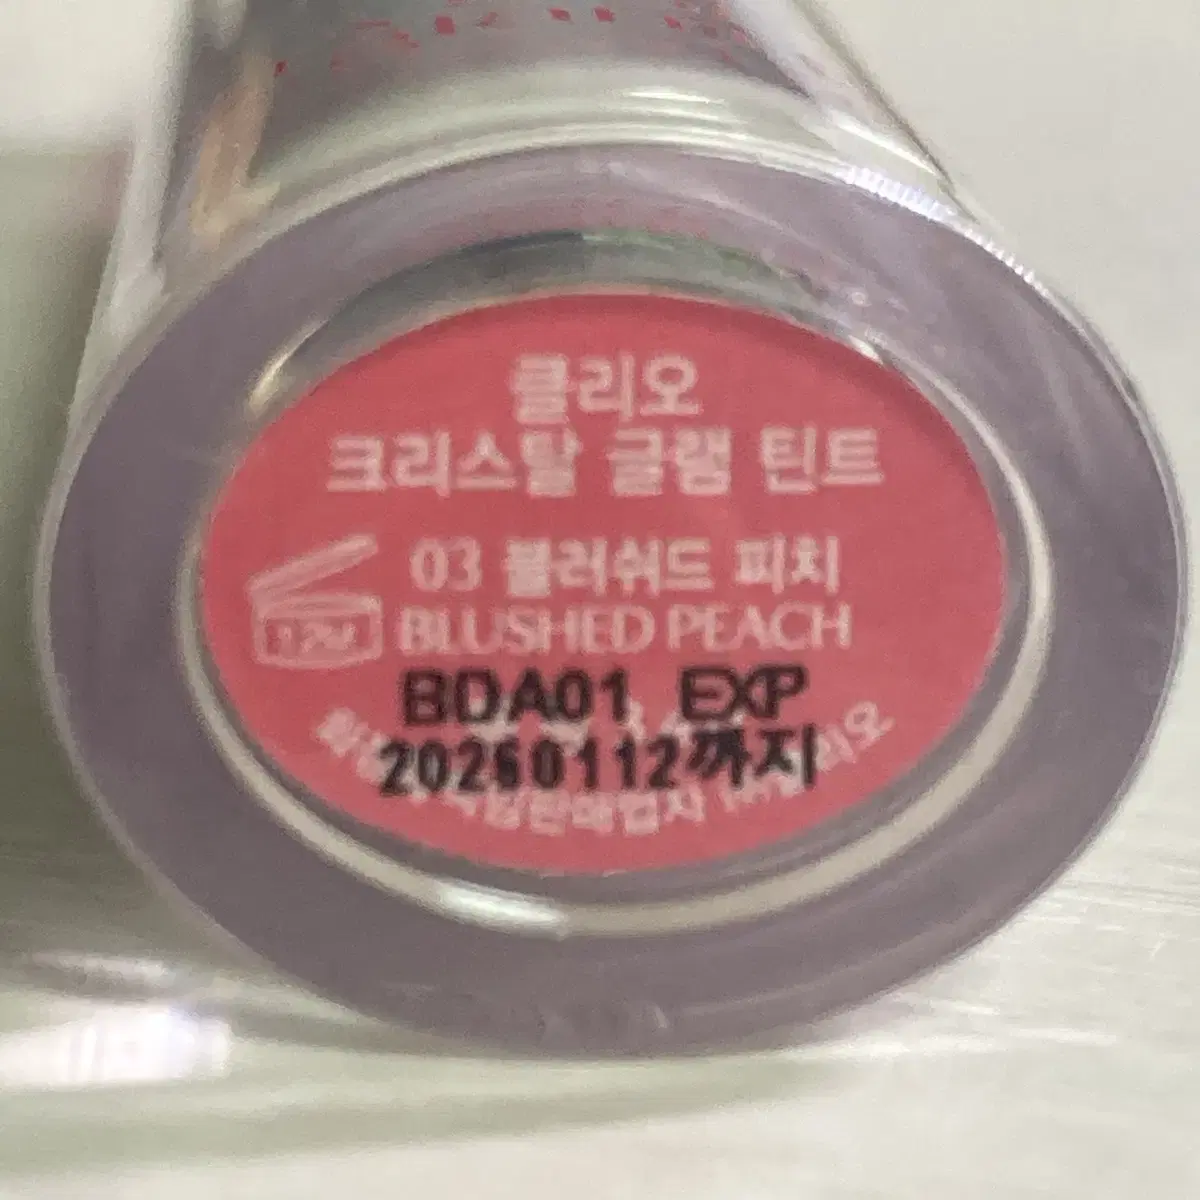 클리오
크리스탈 글램 틴트
03 블러쉬드 피치
12M BLUSHED PEACH
BDA01 EXP
20260112까지